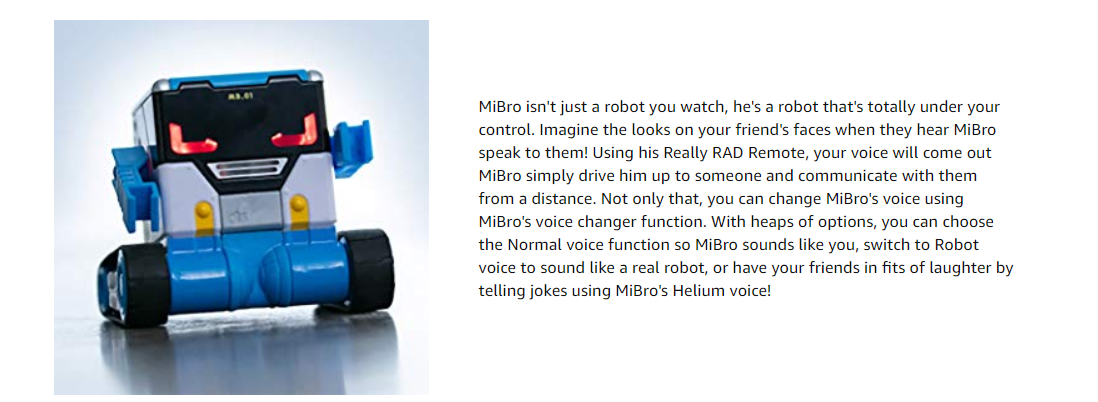 MB.01
MiBro isn't just a robot you watch, he's a robot that's totally under your
control. Imagine the looks on your friend's faces when they hear MiBro
speak to them! Using his Really RAD Remote, your voice will come out
MiBro simply drive him up to someone and communicate with them
from a distance. Not only that, you can change MiBro's voice using
MiBro's voice changer function. With heaps of options, you can choose
the Normal voice function so MiBro sounds like you, switch to Robot
voice to sound like a real robot, or have your friends in fits of laughter by
telling jokes using MiBro's Helium voice!